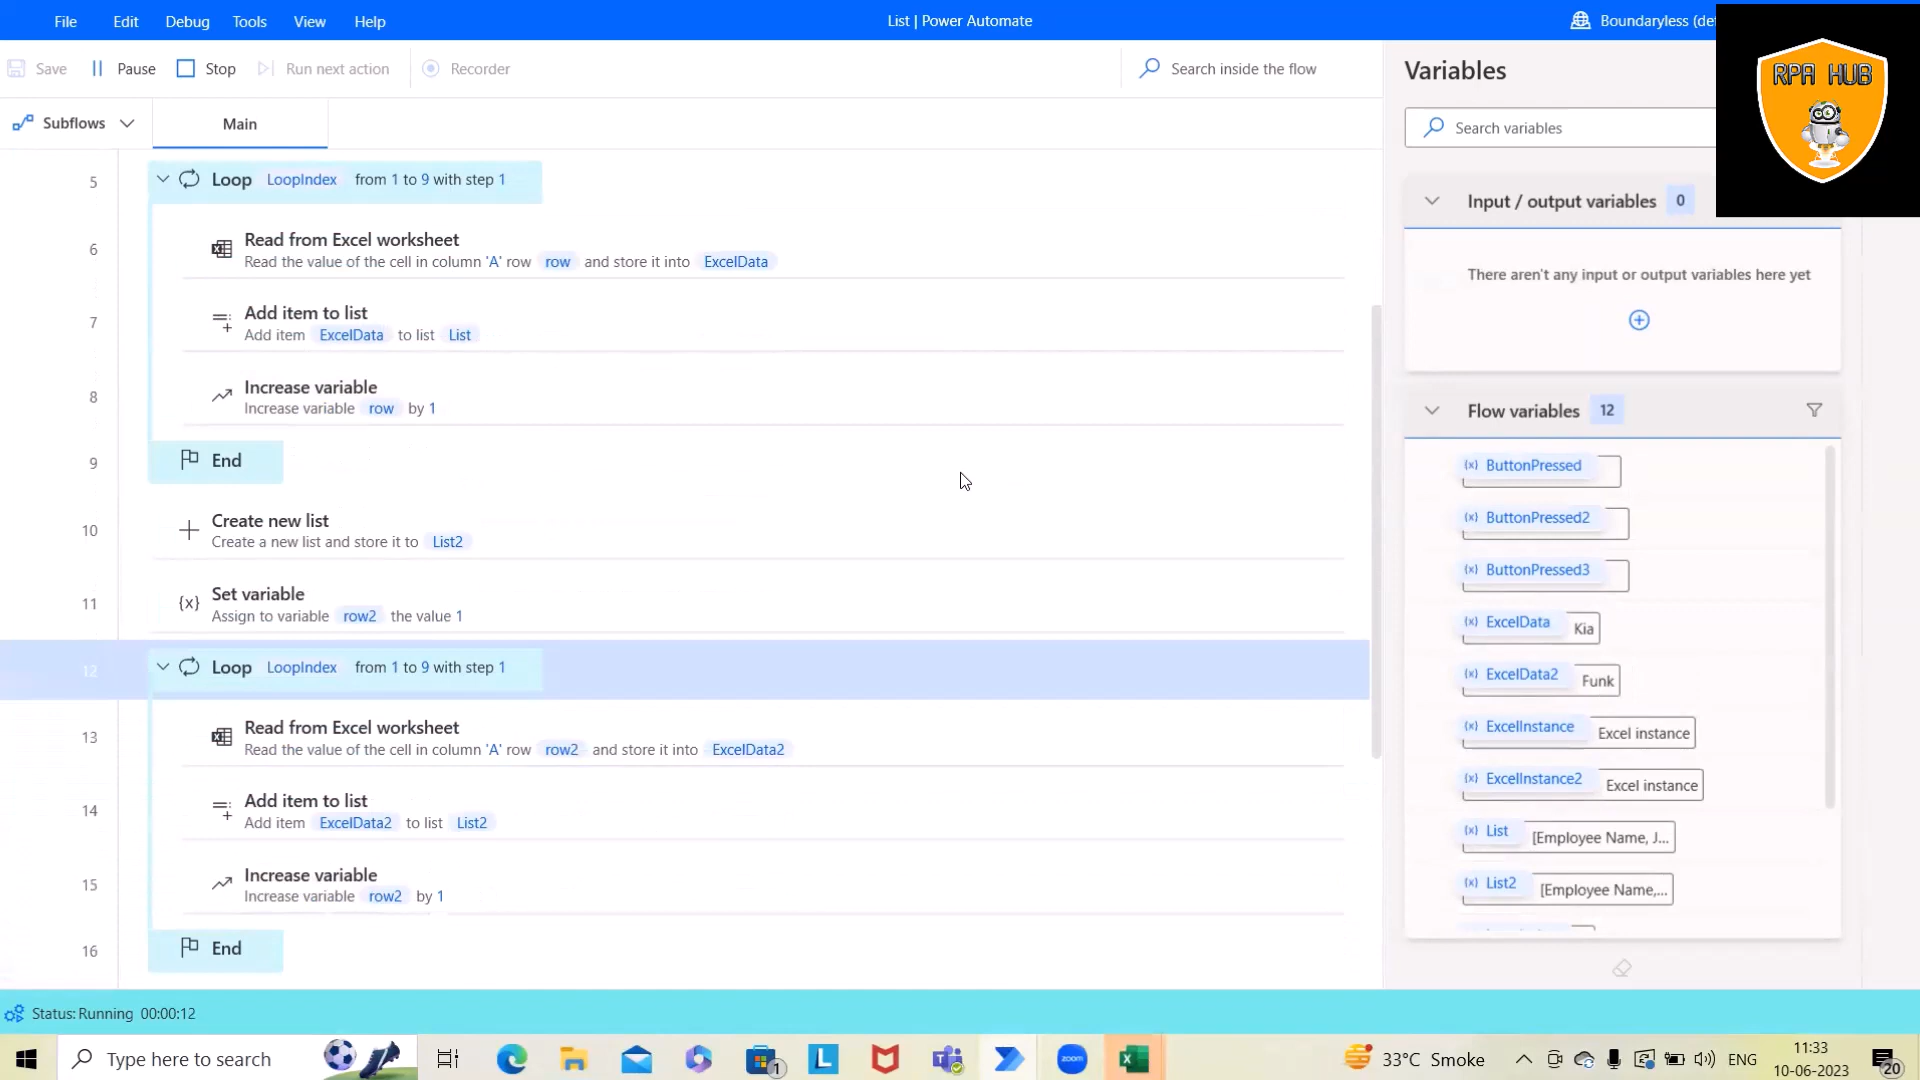 File Edit Debug Tools View Help
List | Power Automate
Boundaryless (de
Save Pause Stop Run next action Recorder
Search inside the flow
Variables
RPA HUB
Subflows Main
Search variables
5 Loop LoopIndex from 1 to 9 with step 1
Input / output variables 0
6 Read from Excel worksheet
Read the value of the cell in column 'A' row row and store it into ExcelData
There aren't any input or output variables here yet
7 Add item to list
Add item ExcelData to list List
8 Increase variable
Increase variable row by 1
Flow variables 12
9 End
ButtonPressed
10 Create new list
Create a new list and store it to List2
ButtonPressed2
ButtonPressed3
11 Set variable
Assign to variable row2 the value 1
ExcelData Kia
12 Loop LoopIndex from 1 to 9 with step 1
ExcelData2 Funk
13 Read from Excel worksheet
Read the value of the cell in column 'A' row row2 and store it into ExcelData2
ExcelInstance Excel instance
ExcelInstance2 Excel instance
14 Add item to list
Add item ExcelData2 to list List2
List [Employee Name, J...
15 Increase variable
Increase variable row2 by 1
List2 [Employee Name,...
16 End
Status: Running 00:00:12
Type here to search
1
zoom
33°C Smoke
ENG
11:33
10-06-2023
20